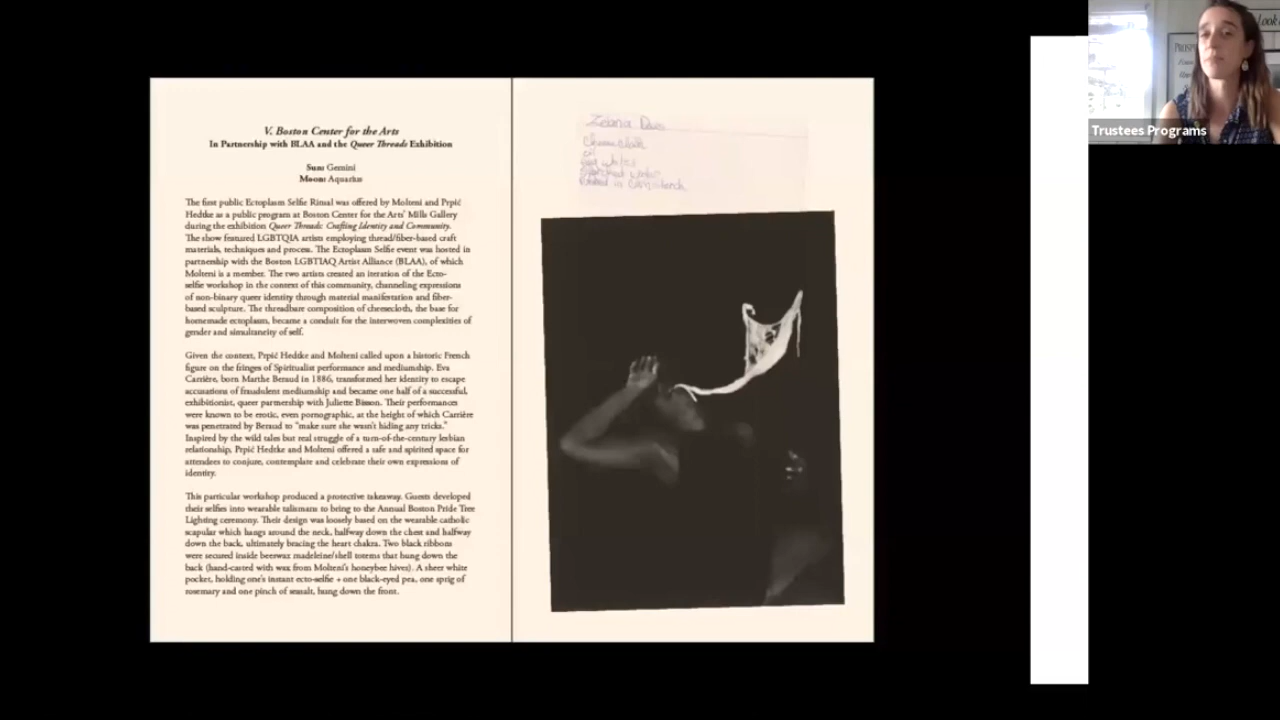 V. Boston Center for the Arts
In Partnership with BLAA and the Queer Threads Exhibition
Sun: Gemini
Moon: Aquarius
The first public Ectoplasm Selfie Ritual was offered by Molteni and Prpić
Hedtke as a public program at Boston Center for the Arts' Mills Gallery
during the exhibition Queer Threads: Crafting Identity and Community.
The show featured LGBTQIA artists employing thread/fiber-based craft
materials, techniques and process. The Ectoplasm Selfie event was hosted in
partnership with the Boston LGBTIAQ Artist Alliance (BLAA), of which
Molteni is a member. The two artists created an iteration of the Ecto-
selfie workshop in the context of this community, channeling expressions
of non-binary queer identity through material manifestation and fiber-
based sculpture. The threadbare composition of cheesecloth, the base for
homemade ectoplasm, became a conduit for the interwoven complexities of
gender and simultaneity of self.
Given the context, Prpić Hedtke and Molteni called upon a historic French
figure on the fringes of Spiritualist performance and mediumship. Eva
Carrière, born Marthe Beraud in 1886, transformed her identity to escape
accusations of fraudulent mediumship and became one half of a successful,
exhibitionist, queer partnership with Juliette Bisson. Their performances
were known to be erotic, even pornographic, at the height of which Carrière
was penetrated by Beraud to "make sure she wasn't hiding any tricks."
Inspired by the wild tales but real struggle of a turn-of-the-century lesbian
relationship, Prpić Hedtke and Molteni offered a safe and spirited space for
attendees to conjure, contemplate and celebrate their own expressions of
identity.
This particular workshop produced a protective takeaway. Guests developed
their selfies into wearable talismans to bring to the Annual Boston Pride Tree
Lighting ceremony. Their design was loosely based on the wearable catholic
scapular which hangs around the neck, halfway down the chest and halfway
down the back, ultimately bracing the heart chakra. Two black ribbons
were secured inside beeswax madeleine/shell totems that hung down the
back (hand-casted with wax from Molteni's honeybee hives). A sheer white
pocket, holding one's instant ecto-selfie + one black-eyed pea, one sprig of
rosemary and one pinch of seasalt, hung down the front.
Cheesecloth
egg whites
in cornstarch
Trustees Programs